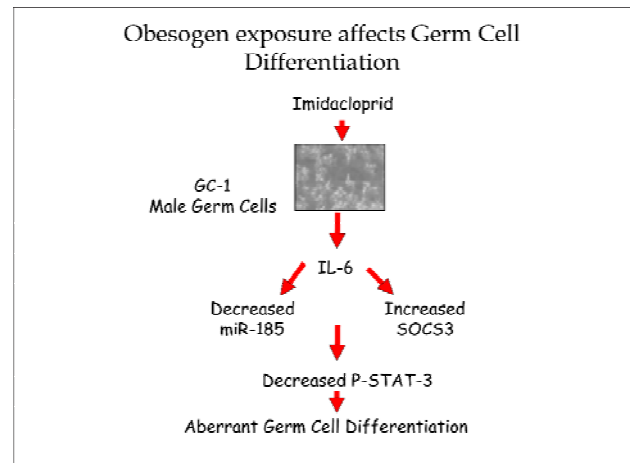 Obesogen exposure affects Germ Cell
Differentiation
Imidacloprid
GC-1
Male Germ Cells
IL-6
Decreased
miR-185
Increased
SOCS3
Decreased P-STAT-3
Aberrant Germ Cell Differentiation